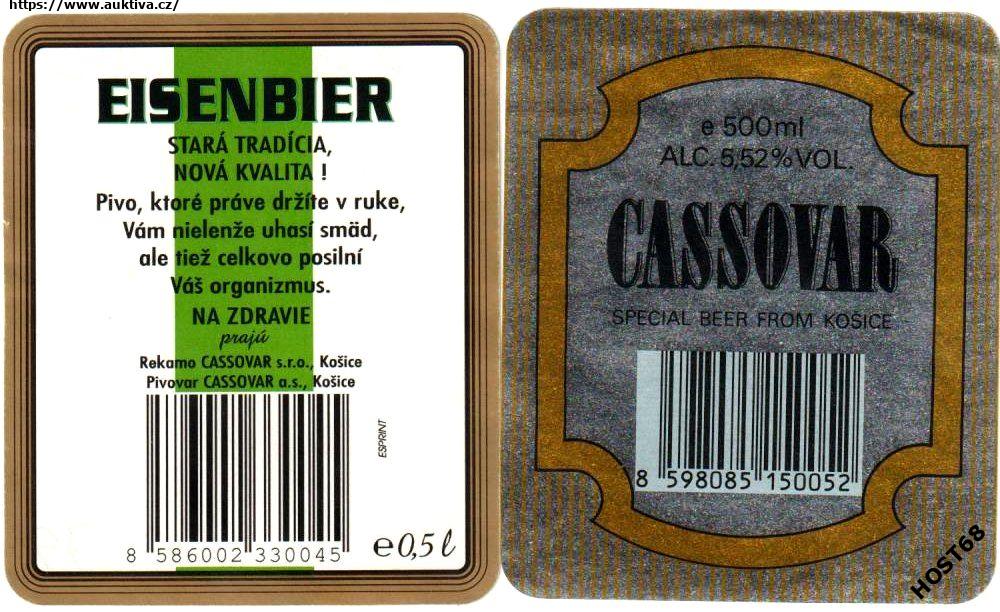 https://www.auktiva.cz/
EISENBIER
STARÁ TRADÍCIA,
NOVÁ KVALITA !
Pivo, ktoré práve držíte v ruke,
Vám nielenže uhasí smäd,
ale tiež celkovo posilní
Váš organizmus.
NA ZDRAVIE
prajú
Rekamo CASSOVAR s.r.o., Košice
Pivovar CASSOVAR a.s., Košice
ESPRINT
8 586002 330045
e 0,5 l
e 500ml
ALC. 5,52% VOL.
CASSOVAR
SPECIAL BEER FROM KOŠICE
8 598085 150052
HOST68